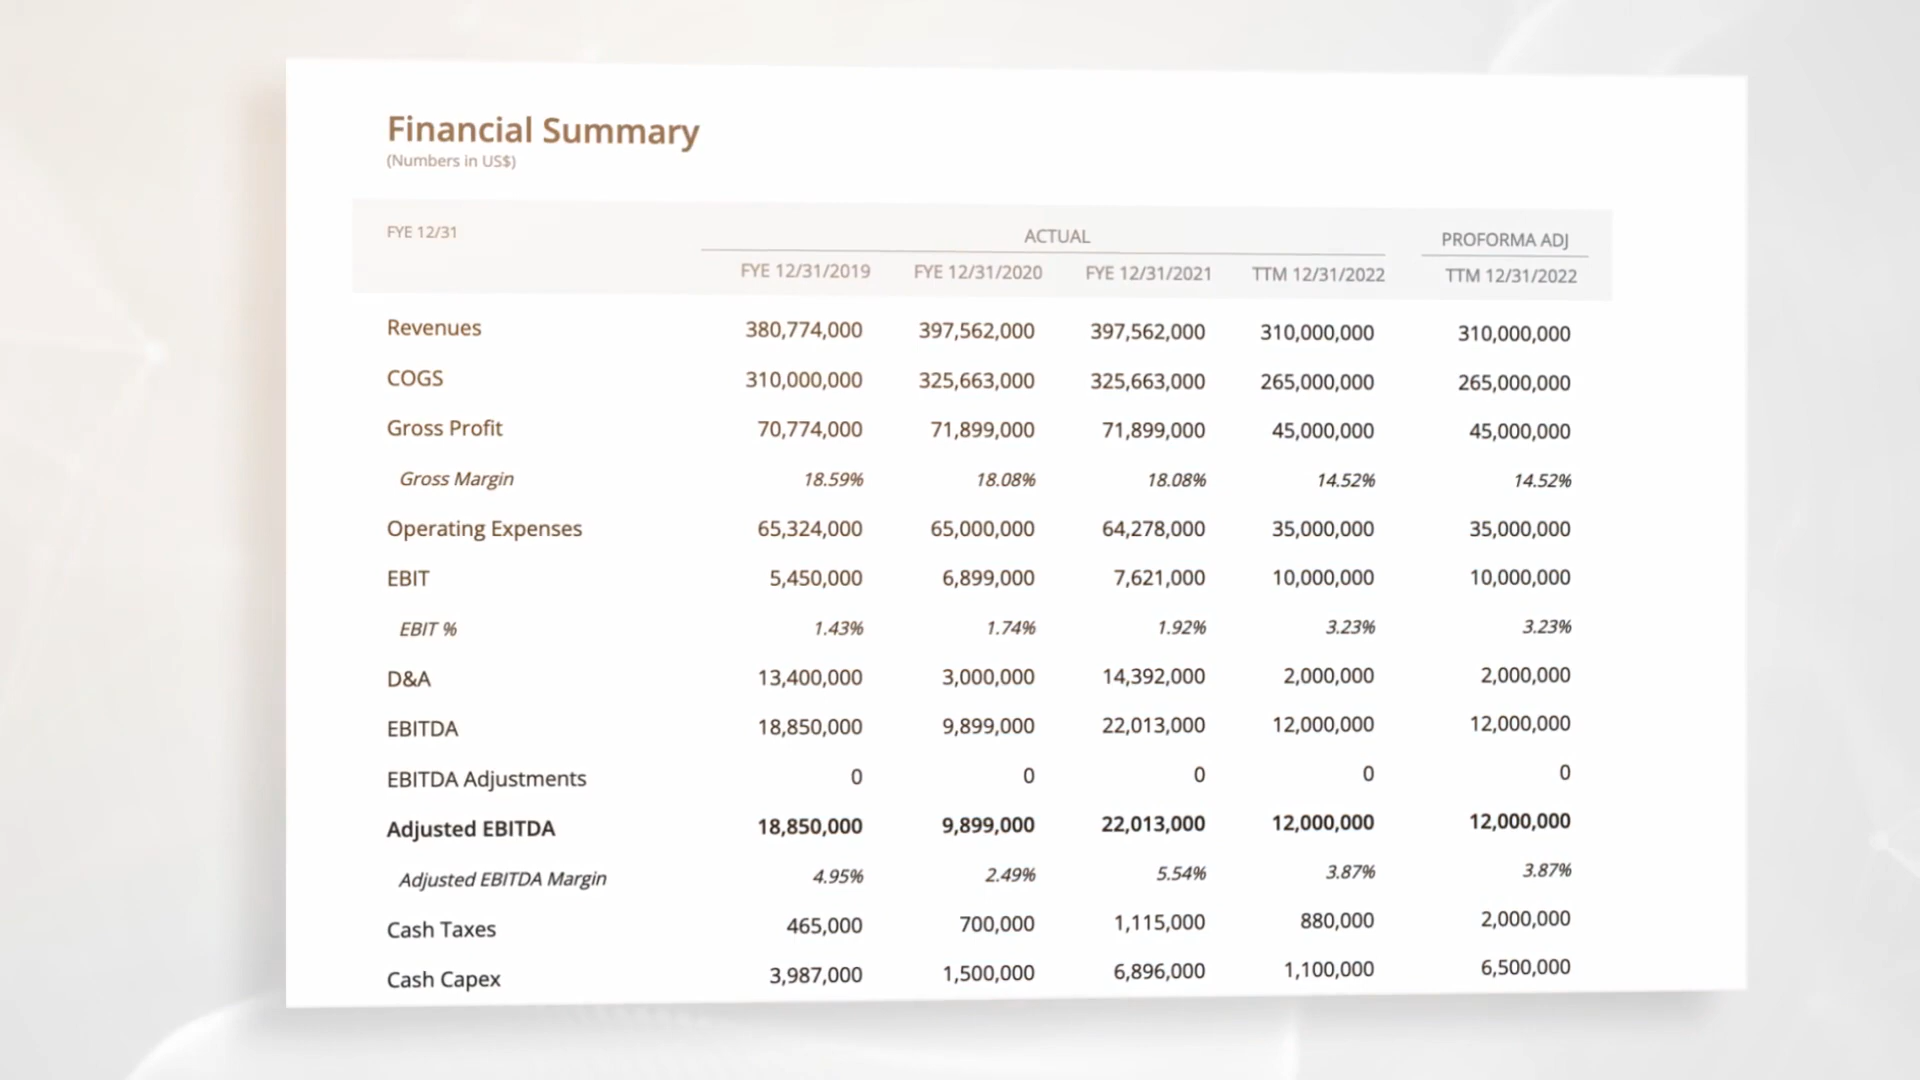 Financial Summary
(Numbers in US$)
FYE 12/31 ACTUAL PROFORMA ADJ
FYE 12/31/2019 FYE 12/31/2020 FYE 12/31/2021 TTM 12/31/2022 TTM 12/31/2022
Revenues 380,774,000 397,562,000 397,562,000 310,000,000 310,000,000
COGS 310,000,000 325,663,000 325,663,000 265,000,000 265,000,000
Gross Profit 70,774,000 71,899,000 71,899,000 45,000,000 45,000,000
Gross Margin 18.59% 18.08% 18.08% 14.52% 14.52%
Operating Expenses 65,324,000 65,000,000 64,278,000 35,000,000 35,000,000
EBIT 5,450,000 6,899,000 7,621,000 10,000,000 10,000,000
EBIT % 1.43% 1.74% 1.92% 3.23% 3.23%
D&A 13,400,000 3,000,000 14,392,000 2,000,000 2,000,000
EBITDA 18,850,000 9,899,000 22,013,000 12,000,000 12,000,000
EBITDA Adjustments 0 0 0 0 0
Adjusted EBITDA 18,850,000 9,899,000 22,013,000 12,000,000 12,000,000
Adjusted EBITDA Margin 4.95% 2.49% 5.54% 3.87% 3.87%
Cash Taxes 465,000 700,000 1,115,000 880,000 2,000,000
Cash Capex 3,987,000 1,500,000 6,896,000 1,100,000 6,500,000